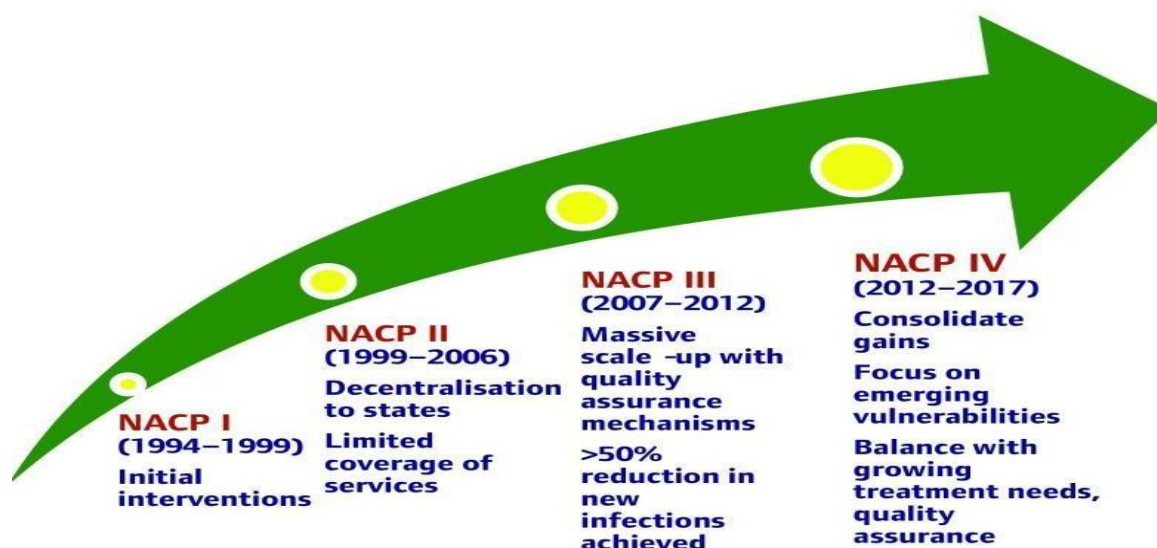 NACP I
(1994–1999)
Initial
interventions
NACP II
(1999–2006)
Decentralisation
to states
Limited
coverage of
services
NACP III
(2007–2012)
Massive
scale -up with
quality
assurance
mechanisms
>50%
reduction in
new
infections
achieved
NACP IV
(2012–2017)
Consolidate
gains
Focus on
emerging
vulnerabilities
Balance with
growing
treatment needs,
quality
assurance